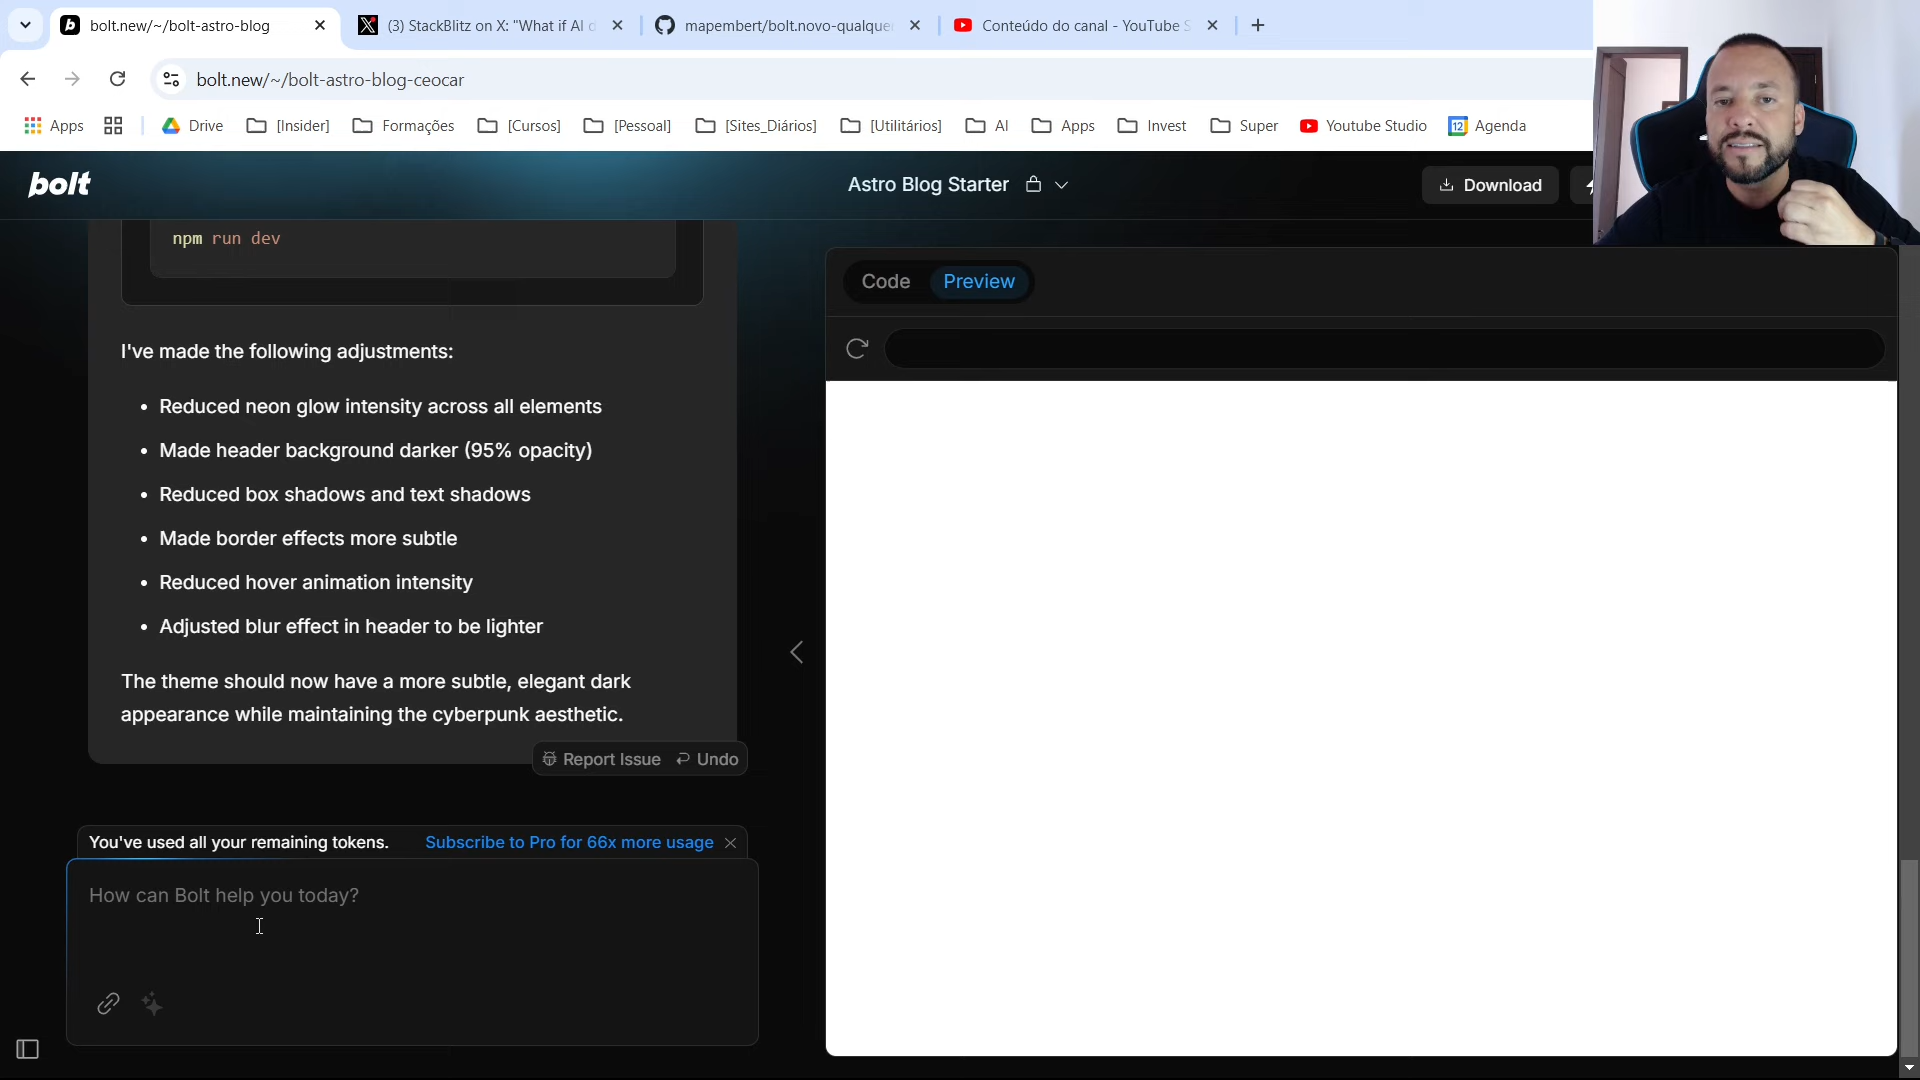 bolt.new/~/bolt-astro-blog
(3) StackBlitz on X: "What if AI
mapembert/bolt.novo-qualquer
Conteúdo do canal - YouTube S
bolt.new/~/bolt-astro-blog-ceocar
Apps
Drive
[Insider]
Formações
[Cursos]
[Pessoal]
[Sites_Diários]
[Utilitários]
AI
Apps
Invest
Super
Youtube Studio
12
Agenda
bolt
Astro Blog Starter
Download
npm run dev
Code
Preview
I've made the following adjustments:
• Reduced neon glow intensity across all elements
• Made header background darker (95% opacity)
• Reduced box shadows and text shadows
• Made border effects more subtle
• Reduced hover animation intensity
• Adjusted blur effect in header to be lighter
The theme should now have a more subtle, elegant dark
appearance while maintaining the cyberpunk aesthetic.
Report Issue
Undo
You've used all your remaining tokens.
Subscribe to Pro for 66x more usage
How can Bolt help you today?